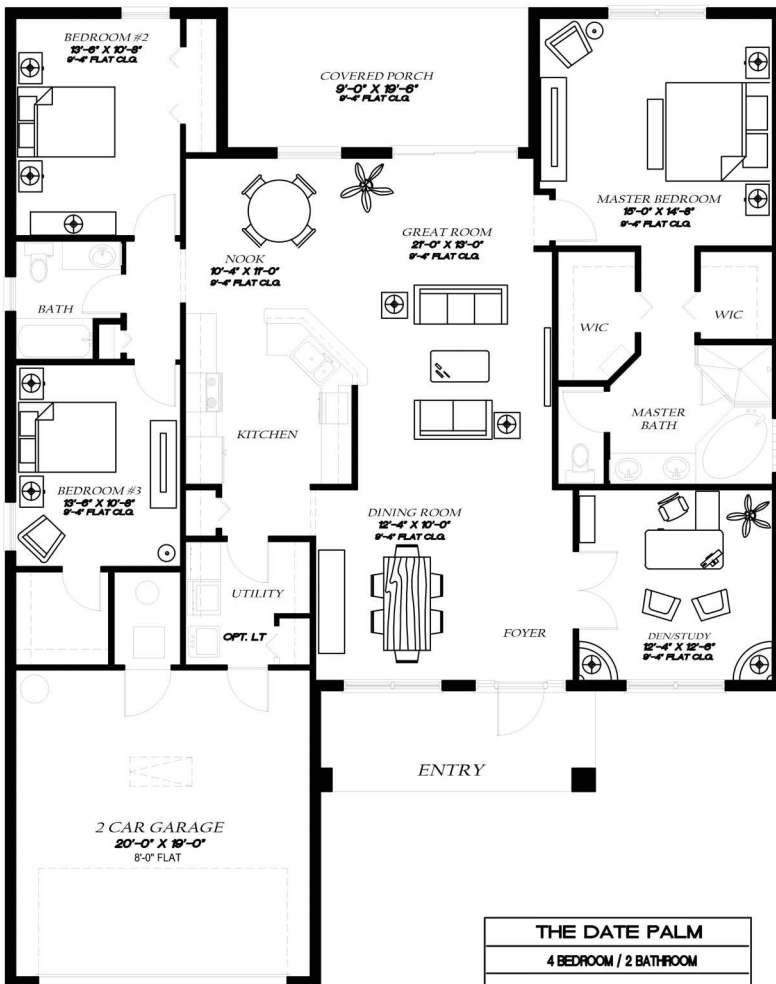 BEDROOM #2
13'-6" X 10'-8"
9'-4" FLAT CLG.
COVERED PORCH
9'-0" X 19'-6"
9'-4" FLAT CLG.
MASTER BEDROOM
15'-0" X 14'-8"
9'-4" FLAT CLG.
NOOK
10'-4" X 11'-0"
9'-4" FLAT CLG.
GREAT ROOM
21'-0" X 19'-0"
9'-4" FLAT CLG.
BATH
WIC
WIC
KITCHEN
MASTER
BATH
BEDROOM #3
13'-6" X 10'-8"
9'-4" FLAT CLG.
DINING ROOM
12'-4" X 10'-0"
9'-4" FLAT CLG.
UTILITY
OPT. LT
FOYER
DEN/STUDY
12'-4" X 12'-6"
9'-4" FLAT CLG.
ENTRY
2 CAR GARAGE
20'-0" X 19'-0"
8'-0" FLAT
THE DATE PALM
4 BEDROOM / 2 BATHROOM